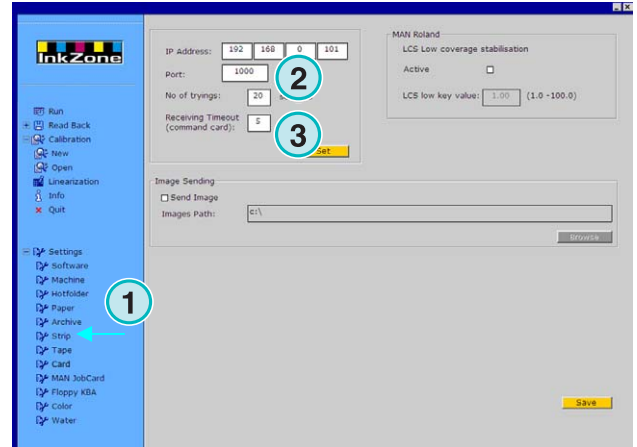 InkZone
Run
Read Back
Calibration
New
Open
Linearization
Info
Quit
Settings
Software
Machine
Hotfolder
Paper
Archive
Strip
Tape
Card
MAN JobCard
Floppy KBA
Color
Water
1
IP Address: 192 168 0 101
Port: 1000
2
No of tryings: 20
Receiving Timeout
(command card): 5
3
Set
MAN Roland
LCS Low coverage stabilisation
Active
LCS low key value: 1.00 (1.0 -100.0)
Image Sending
Send Image
Images Path: c:\
Browse
Save